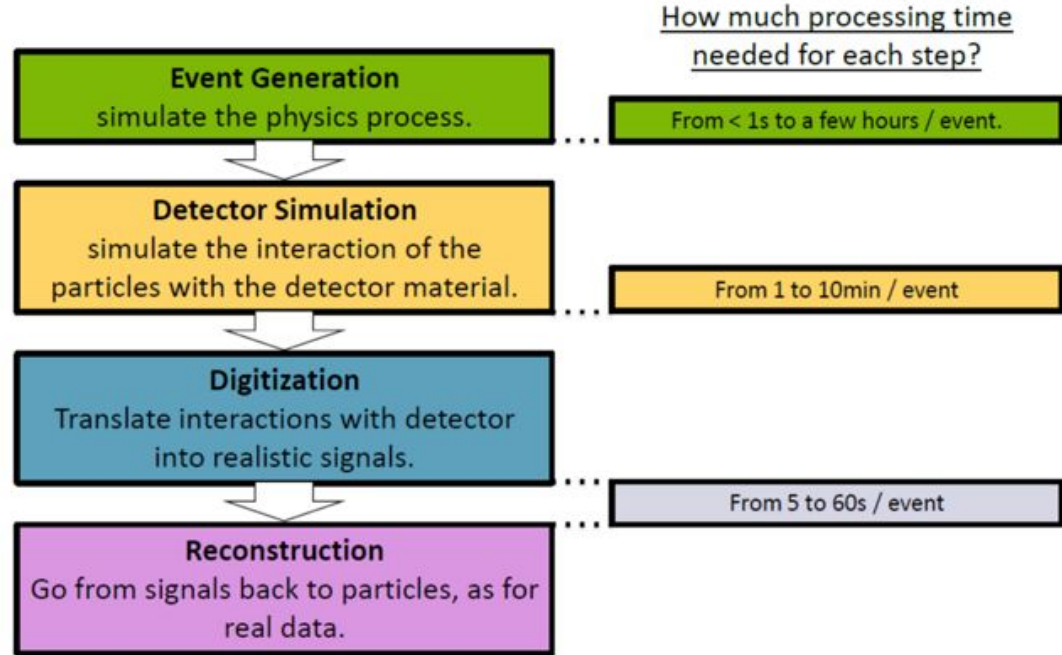 How much processing time
needed for each step?
Event Generation
simulate the physics process.
From < 1s to a few hours / event.
Detector Simulation
simulate the interaction of the
particles with the detector material.
From 1 to 10min / event
Digitization
Translate interactions with detector
into realistic signals.
From 5 to 60s / event
Reconstruction
Go from signals back to particles, as for
real data.